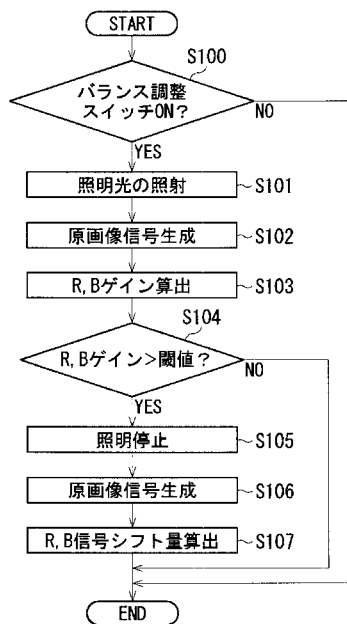 START
S100
バランス調整
スイッチON?
NO
YES
照明光の照射
S101
原画像信号生成
S102
R,Bゲイン算出
S103
S104
R,Bゲイン>閾値?
NO
YES
照明停止
S105
原画像信号生成
S106
R,B信号シフト量算出
S107
END